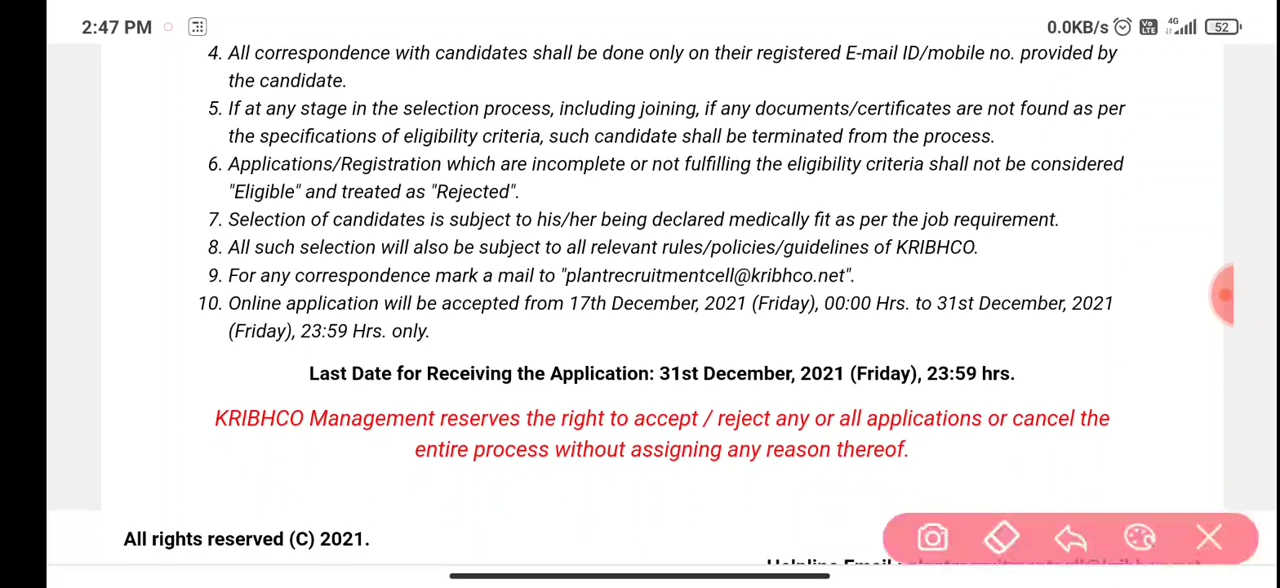 2:47 PM
0.0KB/s Vo LTE 4G 52
4. All correspondence with candidates shall be done only on their registered E-mail ID/mobile no. provided by
the candidate.
5. If at any stage in the selection process, including joining, if any documents/certificates are not found as per
the specifications of eligibility criteria, such candidate shall be terminated from the process.
6. Applications/Registration which are incomplete or not fulfilling the eligibility criteria shall not be considered
"Eligible" and treated as "Rejected".
7. Selection of candidates is subject to his/her being declared medically fit as per the job requirement.
8. All such selection will also be subject to all relevant rules/policies/guidelines of KRIBHCO.
9. For any correspondence mark a mail to "plantrecruitmentcell@kribhco.net".
10. Online application will be accepted from 17th December, 2021 (Friday), 00:00 Hrs. to 31st December, 2021
(Friday), 23:59 Hrs. only.
Last Date for Receiving the Application: 31st December, 2021 (Friday), 23:59 hrs.
KRIBHCO Management reserves the right to accept / reject any or all applications or cancel the
entire process without assigning any reason thereof.
All rights reserved (C) 2021.
Helpline Email :